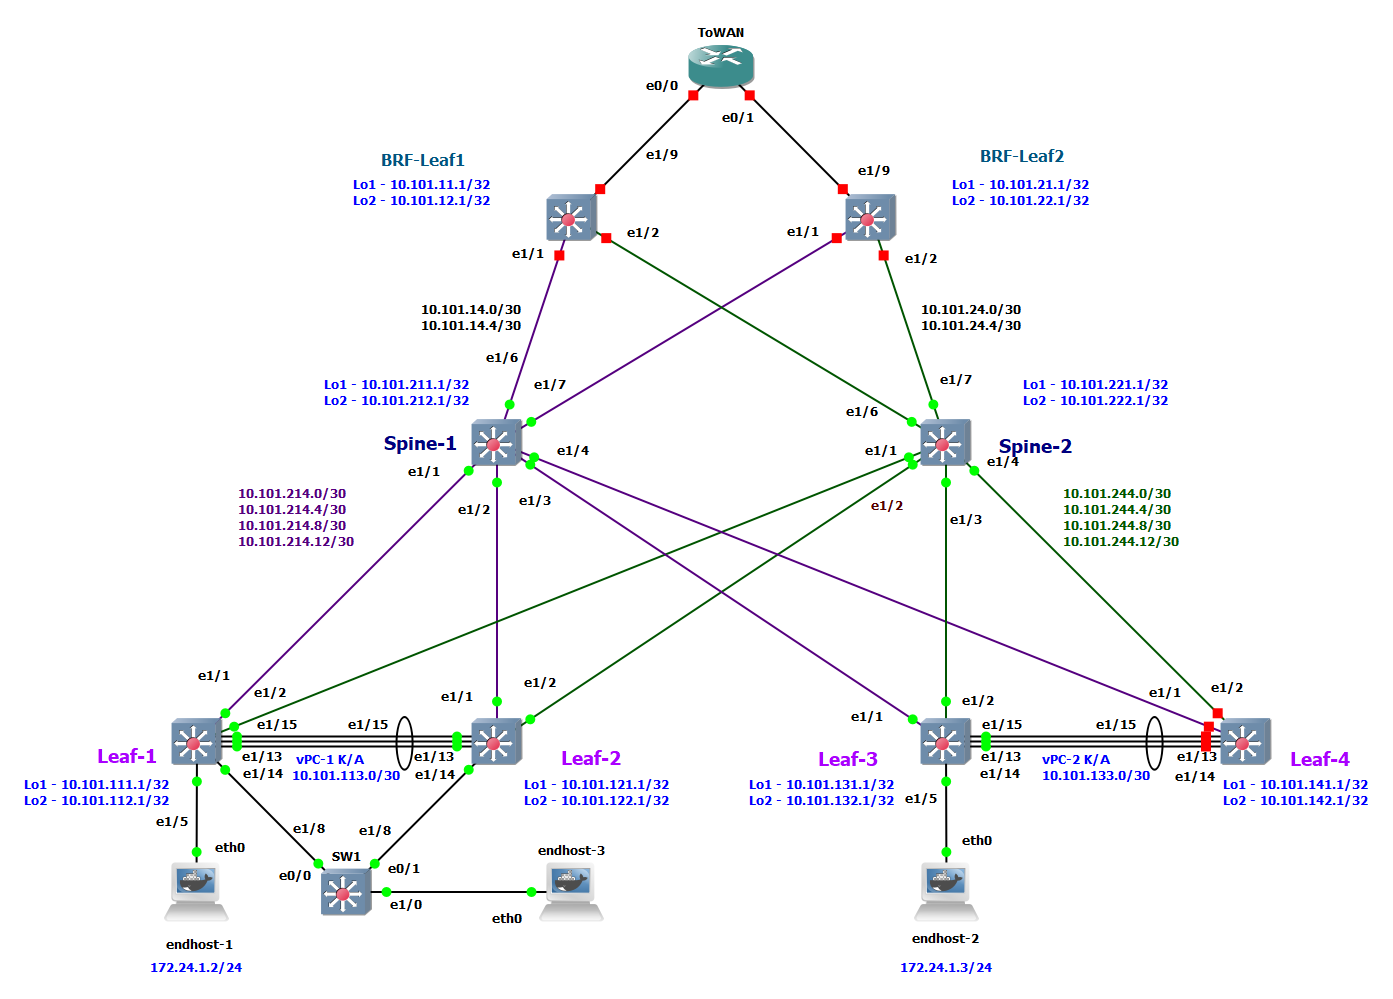 ToWAN
e0/0
e0/1
e1/9
e1/9
BRF-Leaf1
Lo1 - 10.101.11.1/32
Lo2 - 10.101.12.1/32
BRF-Leaf2
Lo1 - 10.101.21.1/32
Lo2 - 10.101.22.1/32
e1/1
e1/2
e1/1
e1/2
10.101.14.0/30
10.101.14.4/30
10.101.24.0/30
10.101.24.4/30
e1/6
e1/7
e1/6
e1/7
Lo1 - 10.101.211.1/32
Lo2 - 10.101.212.1/32
Lo1 - 10.101.221.1/32
Lo2 - 10.101.222.1/32
Spine-1
Spine-2
e1/1
e1/4
e1/1
e1/4
e1/2
e1/3
e1/2
e1/3
10.101.214.0/30
10.101.214.4/30
10.101.214.8/30
10.101.214.12/30
10.101.244.0/30
10.101.244.4/30
10.101.244.8/30
10.101.244.12/30
e1/1
e1/2
e1/1
e1/2
e1/1
e1/2
e1/1
e1/2
e1/15
e1/15
e1/15
e1/15
Leaf-1
e1/13
e1/14
vPC-1 K/A
10.101.113.0/30
e1/13
e1/14
Leaf-2
Leaf-3
e1/13
e1/14
vPC-2 K/A
10.101.133.0/30
e1/13
e1/14
Leaf-4
Lo1 - 10.101.111.1/32
Lo2 - 10.101.112.1/32
Lo1 - 10.101.121.1/32
Lo2 - 10.101.122.1/32
Lo1 - 10.101.131.1/32
Lo2 - 10.101.132.1/32
Lo1 - 10.101.141.1/32
Lo2 - 10.101.142.1/32
e1/5
e1/8
e1/8
e1/5
eth0
SW1
endhost-3
eth0
e0/0
e0/1
e1/0
eth0
endhost-1
172.24.1.2/24
endhost-2
172.24.1.3/24